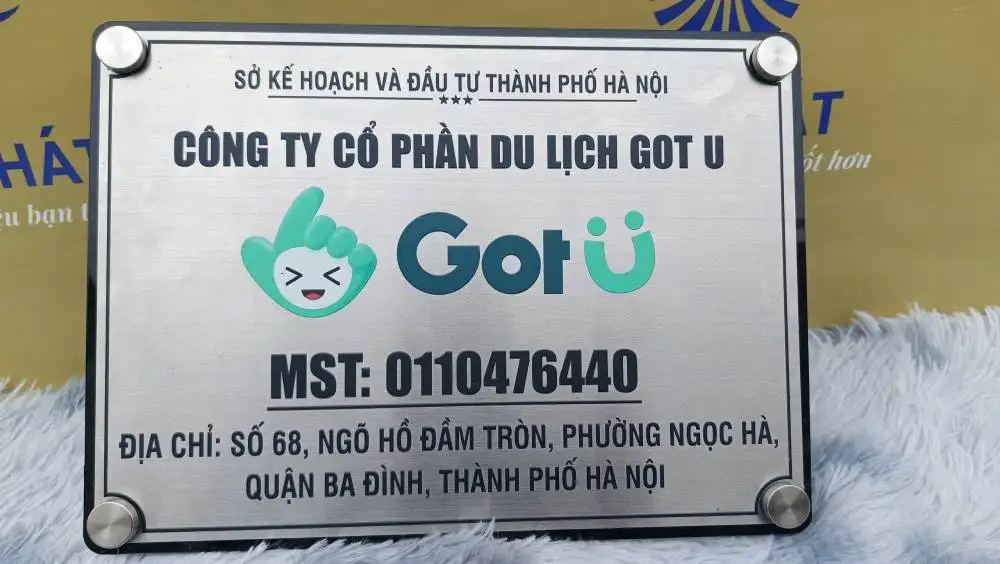 SỞ KẾ HOẠCH VÀ ĐẦU TƯ THÀNH PHỐ HÀ NỘI
CÔNG TY CỔ PHẦN DU LỊCH GOT U
Got Ü
MST: 0110476440
ĐỊA CHỈ: SỐ 68, NGÕ HỒ ĐẦM TRÒN, PHƯỜNG NGỌC HÀ,
QUẬN BA ĐÌNH, THÀNH PHỐ HÀ NỘI
bạn
hơn